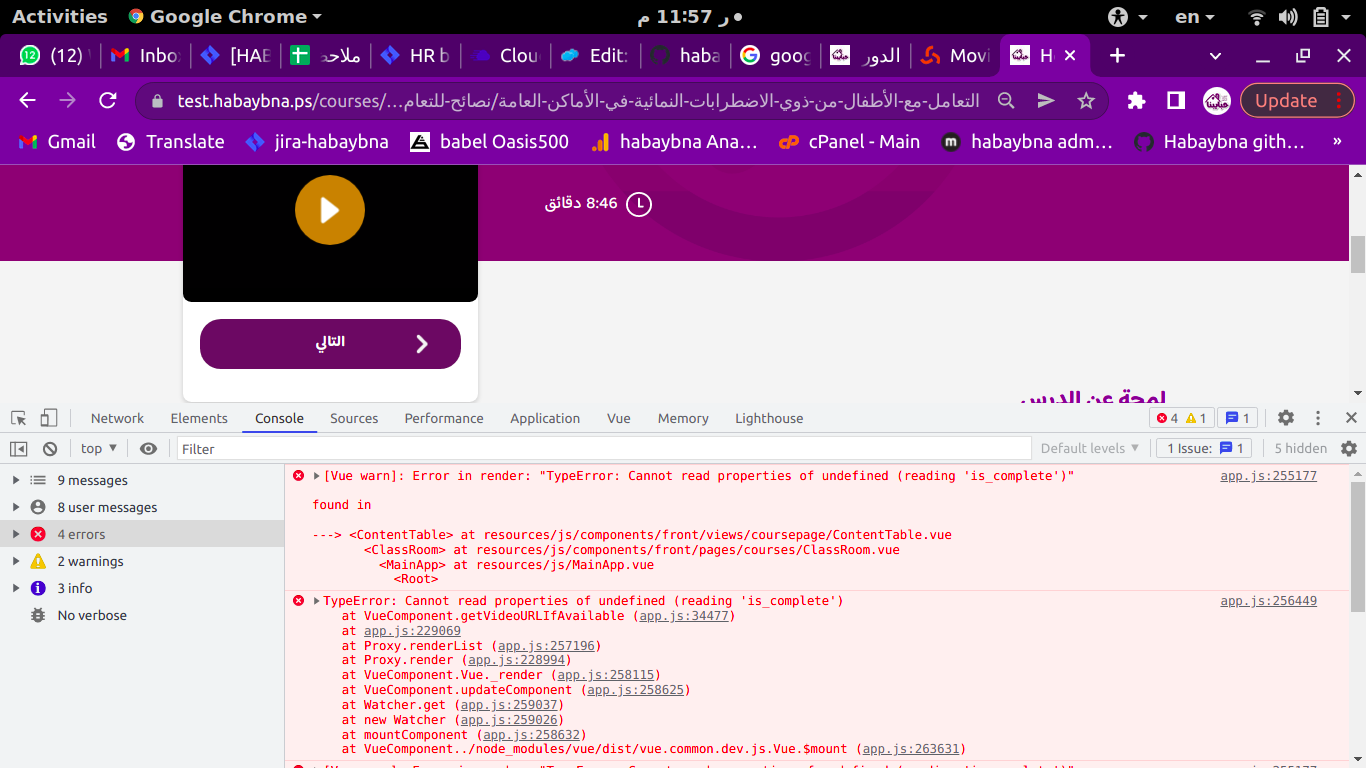 Activities Google Chrome ر 11:57 م en
(12) Inbo [HAB ملاحد HR b Clou Edit: haba goog الدور Movi H
test.habaybna.ps/courses/…التعامل-مع-الأطفال-من-ذوي-الاضطرابات-النمائية-في-الأماكن-العامة/نصائح-للتعام Update
Gmail Translate jira-habaybna babel Oasis500 habaybna Ana… cPanel - Main habaybna adm… Habaybna gith… »
8:46 دقائق
التالي
لمحة عن الدرس
Network Elements Console Sources Performance Application Vue Memory Lighthouse 4 1 1
top Filter Default levels 1 Issue: 1 5 hidden
9 messages
8 user messages
4 errors
2 warnings
3 info
No verbose
[Vue warn]: Error in render: "TypeError: Cannot read properties of undefined (reading 'is_complete')" app.js:255177
found in
---> <ContentTable> at resources/js/components/front/views/coursepage/ContentTable.vue
<ClassRoom> at resources/js/components/front/pages/courses/ClassRoom.vue
<MainApp> at resources/js/MainApp.vue
<Root>
TypeError: Cannot read properties of undefined (reading 'is_complete') app.js:256449
at VueComponent.getVideoURLIfAvailable (app.js:34477)
at app.js:229069
at Proxy.renderList (app.js:257196)
at Proxy.render (app.js:228994)
at VueComponent.Vue._render (app.js:258115)
at VueComponent.updateComponent (app.js:258625)
at Watcher.get (app.js:259037)
at new Watcher (app.js:259026)
at mountComponent (app.js:258632)
at VueComponent../node_modules/vue/dist/vue.common.dev.js.Vue.$mount (app.js:263631)